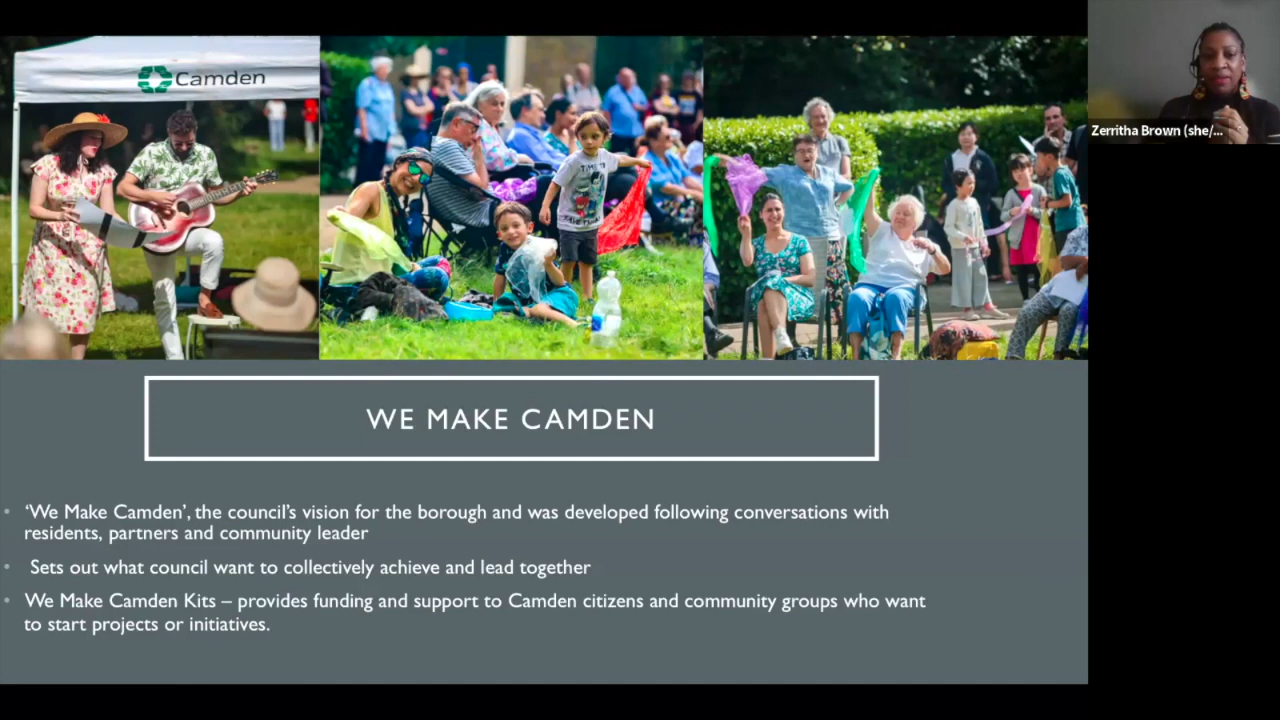 Camden
TIME TO
Zerritha Brown (she/...
WE MAKE CAMDEN
• ‘We Make Camden’, the council’s vision for the borough and was developed following conversations with
residents, partners and community leader
• Sets out what council want to collectively achieve and lead together
• We Make Camden Kits – provides funding and support to Camden citizens and community groups who want
to start projects or initiatives.